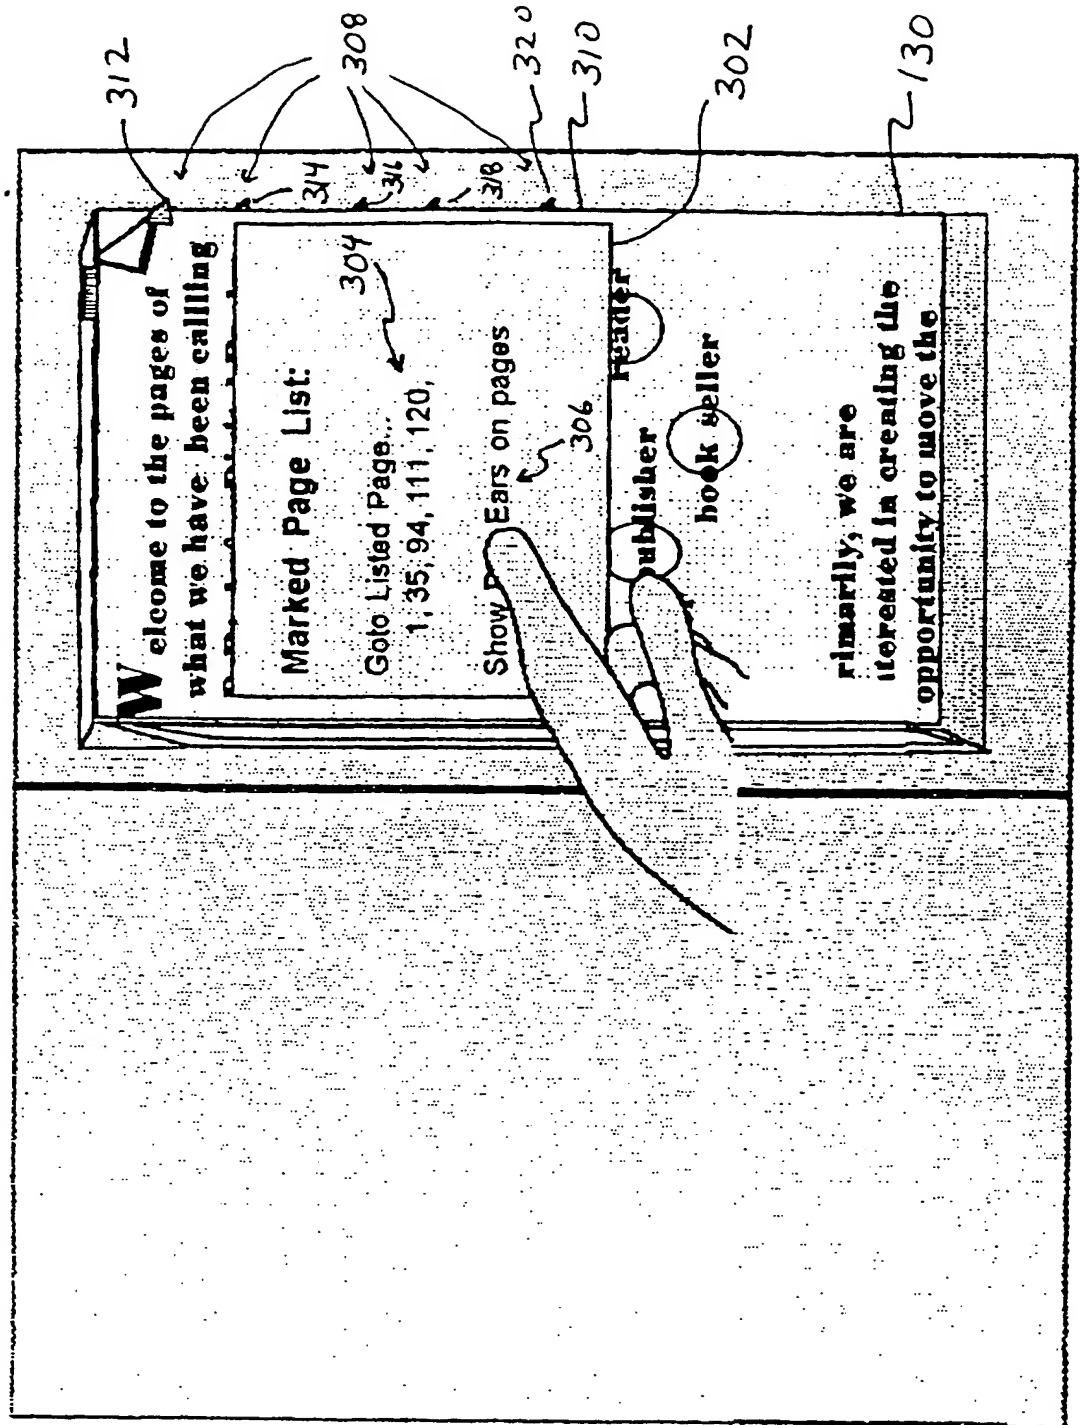 312
308
314
316
318
320
310
302
130
Welcome to the pages of
what we have been callling
Marked Page List:
304
Goto Listed Page...
1, 35, 94, 111, 120,
Show Ears on pages
306
reader
publisher
book seller
rimarily, we are
iterested in creating the
opportunity to move the